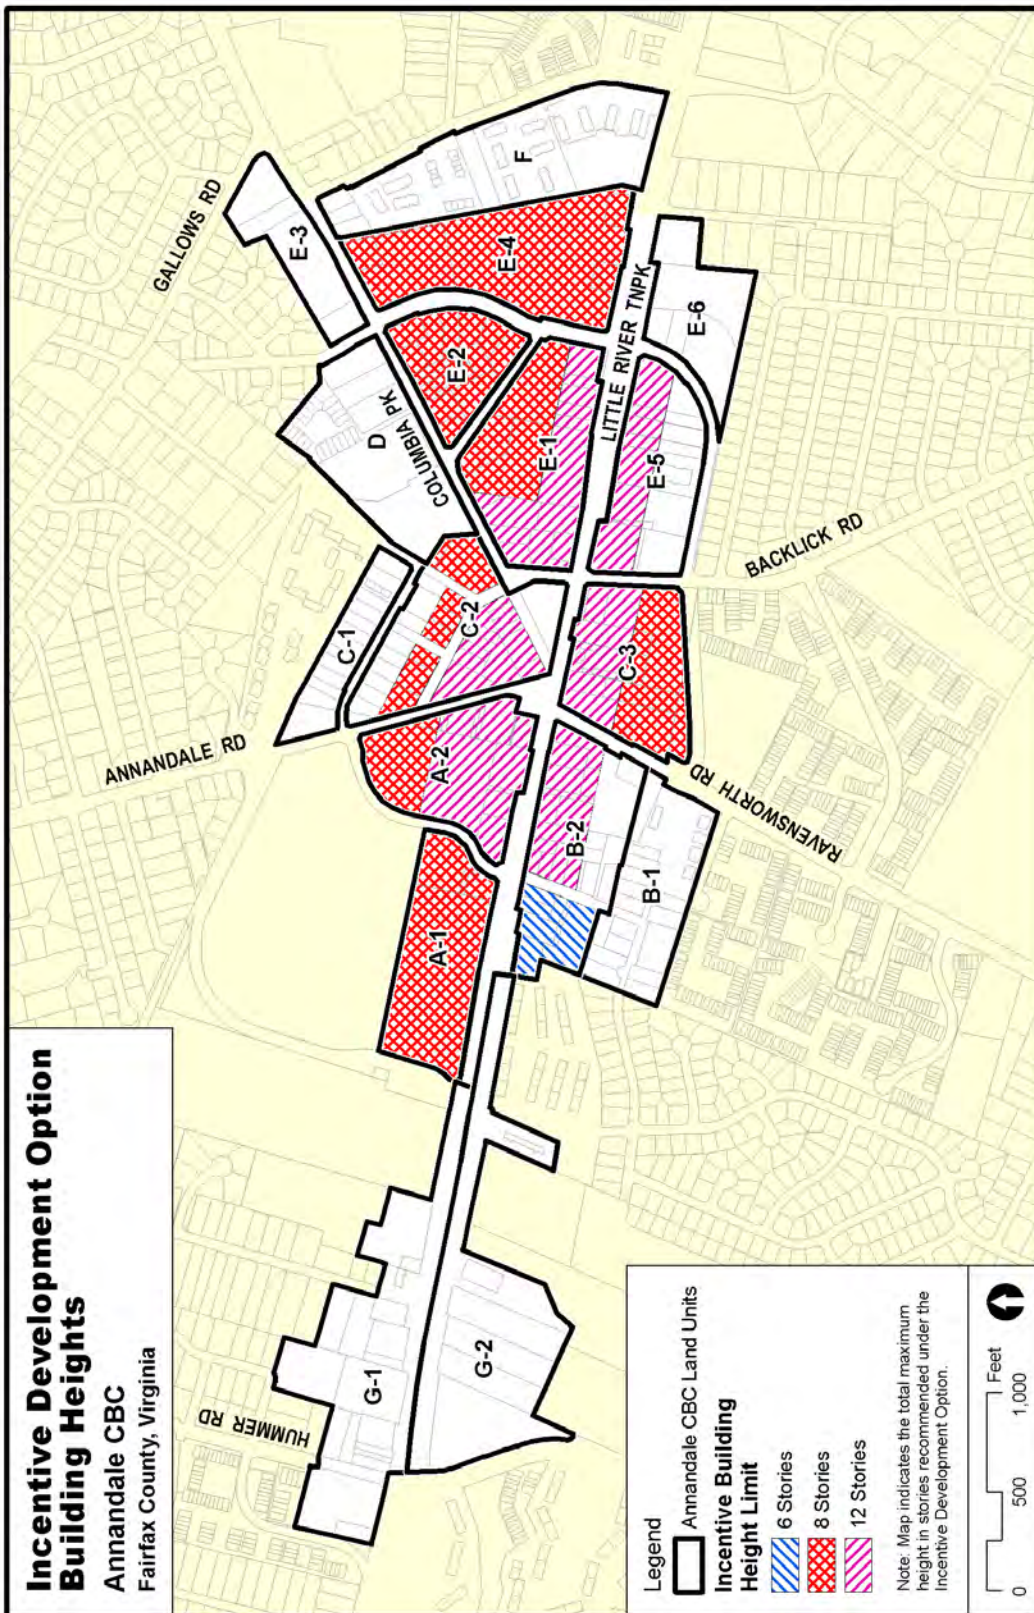 Incentive Development Option
Building Heights
Annandale CBC
Fairfax County, Virginia
HUMMER RD
ANNANDALE RD
GALLOWS RD
COLUMBIA PK
LITTLE RIVER TNPK
BACKLICK RD
RAVENSWORTH RD
G-1
G-2
A-1
A-2
B-1
B-2
C-1
C-2
C-3
D
E-1
E-2
E-3
E-4
E-5
E-6
F
Legend
Annandale CBC Land Units
Incentive Building
Height Limit
6 Stories
8 Stories
12 Stories
Note: Map indicates the total maximum
height in stories recommended under the
Incentive Development Option.
0 500 1,000
Feet